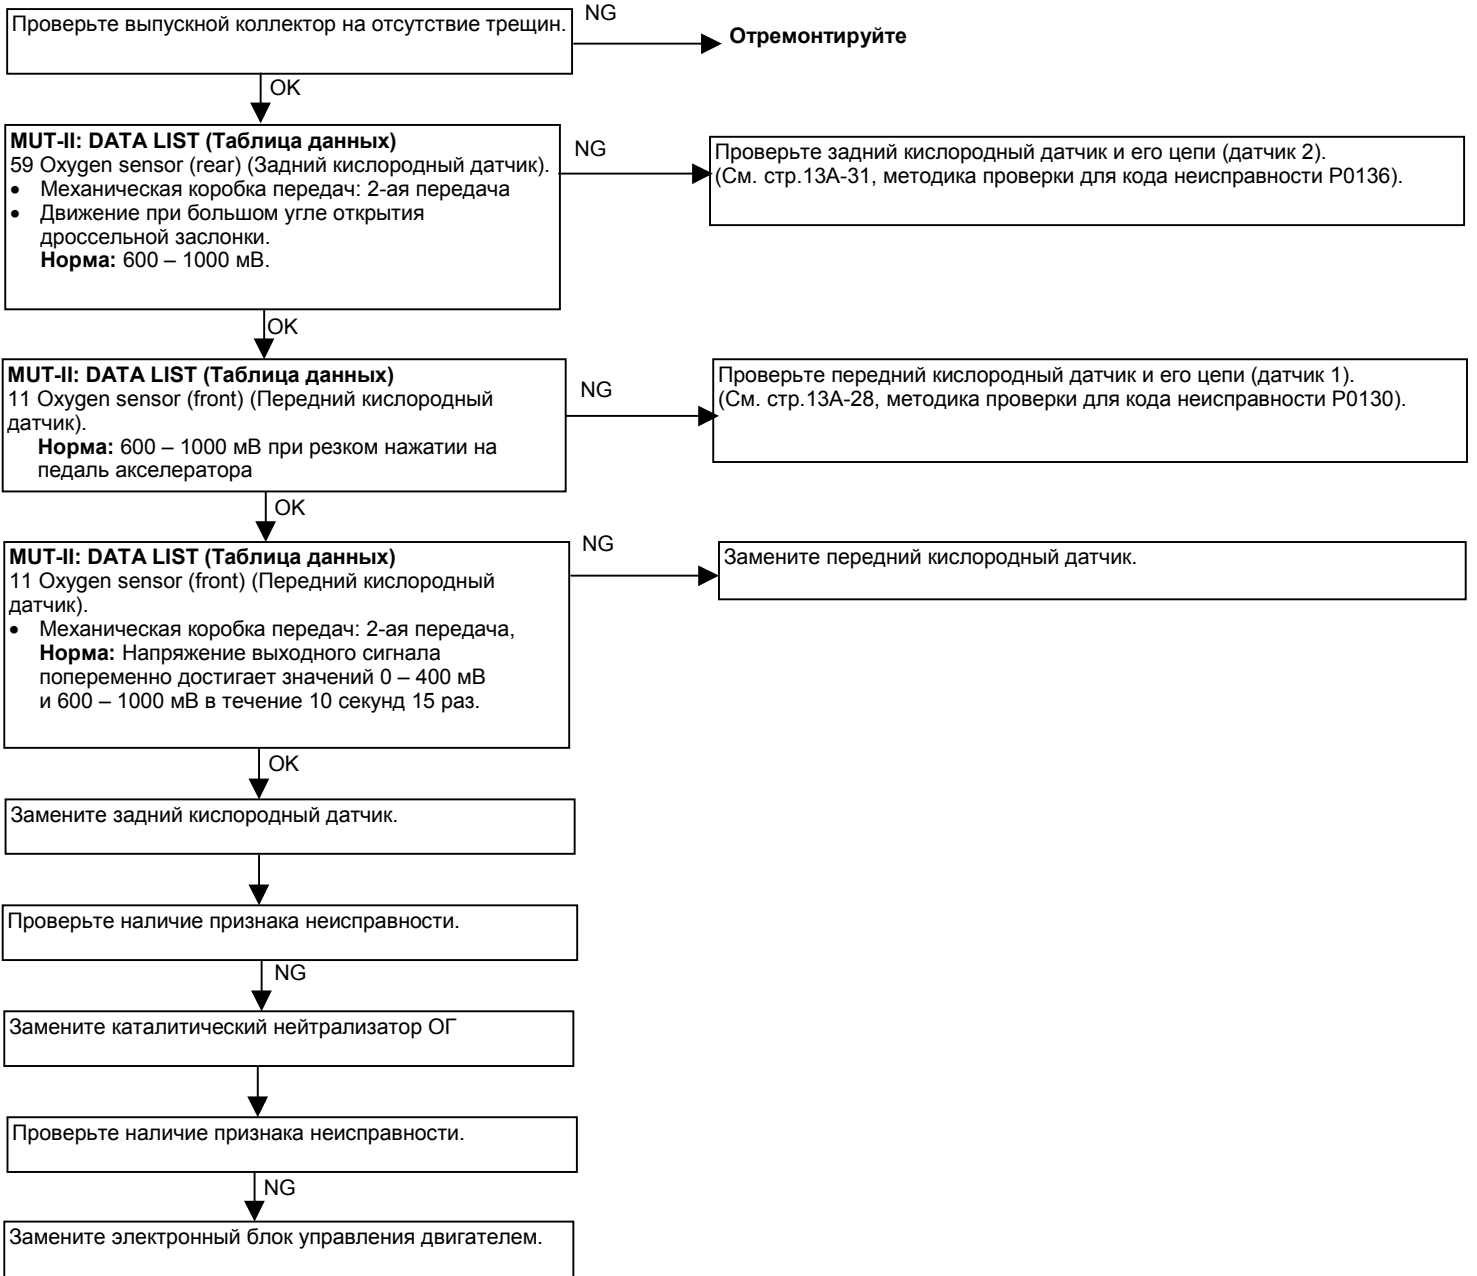 Проверьте выпускной коллектор на отсутствие трещин.
NG
Отремонтируйте
OK
MUT-II: DATA LIST (Таблица данных)
59 Oxygen sensor (rear) (Задний кислородный датчик).
• Механическая коробка передач: 2-ая передача
• Движение при большом угле открытия
дроссельной заслонки.
Норма: 600 – 1000 мВ.
NG
Проверьте задний кислородный датчик и его цепи (датчик 2).
(См. стр.13A-31, методика проверки для кода неисправности P0136).
OK
MUT-II: DATA LIST (Таблица данных)
11 Oxygen sensor (front) (Передний кислородный
датчик).
Норма: 600 – 1000 мВ при резком нажатии на
педаль акселератора
NG
Проверьте передний кислородный датчик и его цепи (датчик 1).
(См. стр.13A-28, методика проверки для кода неисправности P0130).
OK
MUT-II: DATA LIST (Таблица данных)
11 Oxygen sensor (front) (Передний кислородный
датчик).
• Механическая коробка передач: 2-ая передача,
Норма: Напряжение выходного сигнала
попеременно достигает значений 0 – 400 мВ
и 600 – 1000 мВ в течение 10 секунд 15 раз.
NG
Замените передний кислородный датчик.
OK
Замените задний кислородный датчик.
Проверьте наличие признака неисправности.
NG
Замените каталитический нейтрализатор ОГ
Проверьте наличие признака неисправности.
NG
Замените электронный блок управления двигателем.